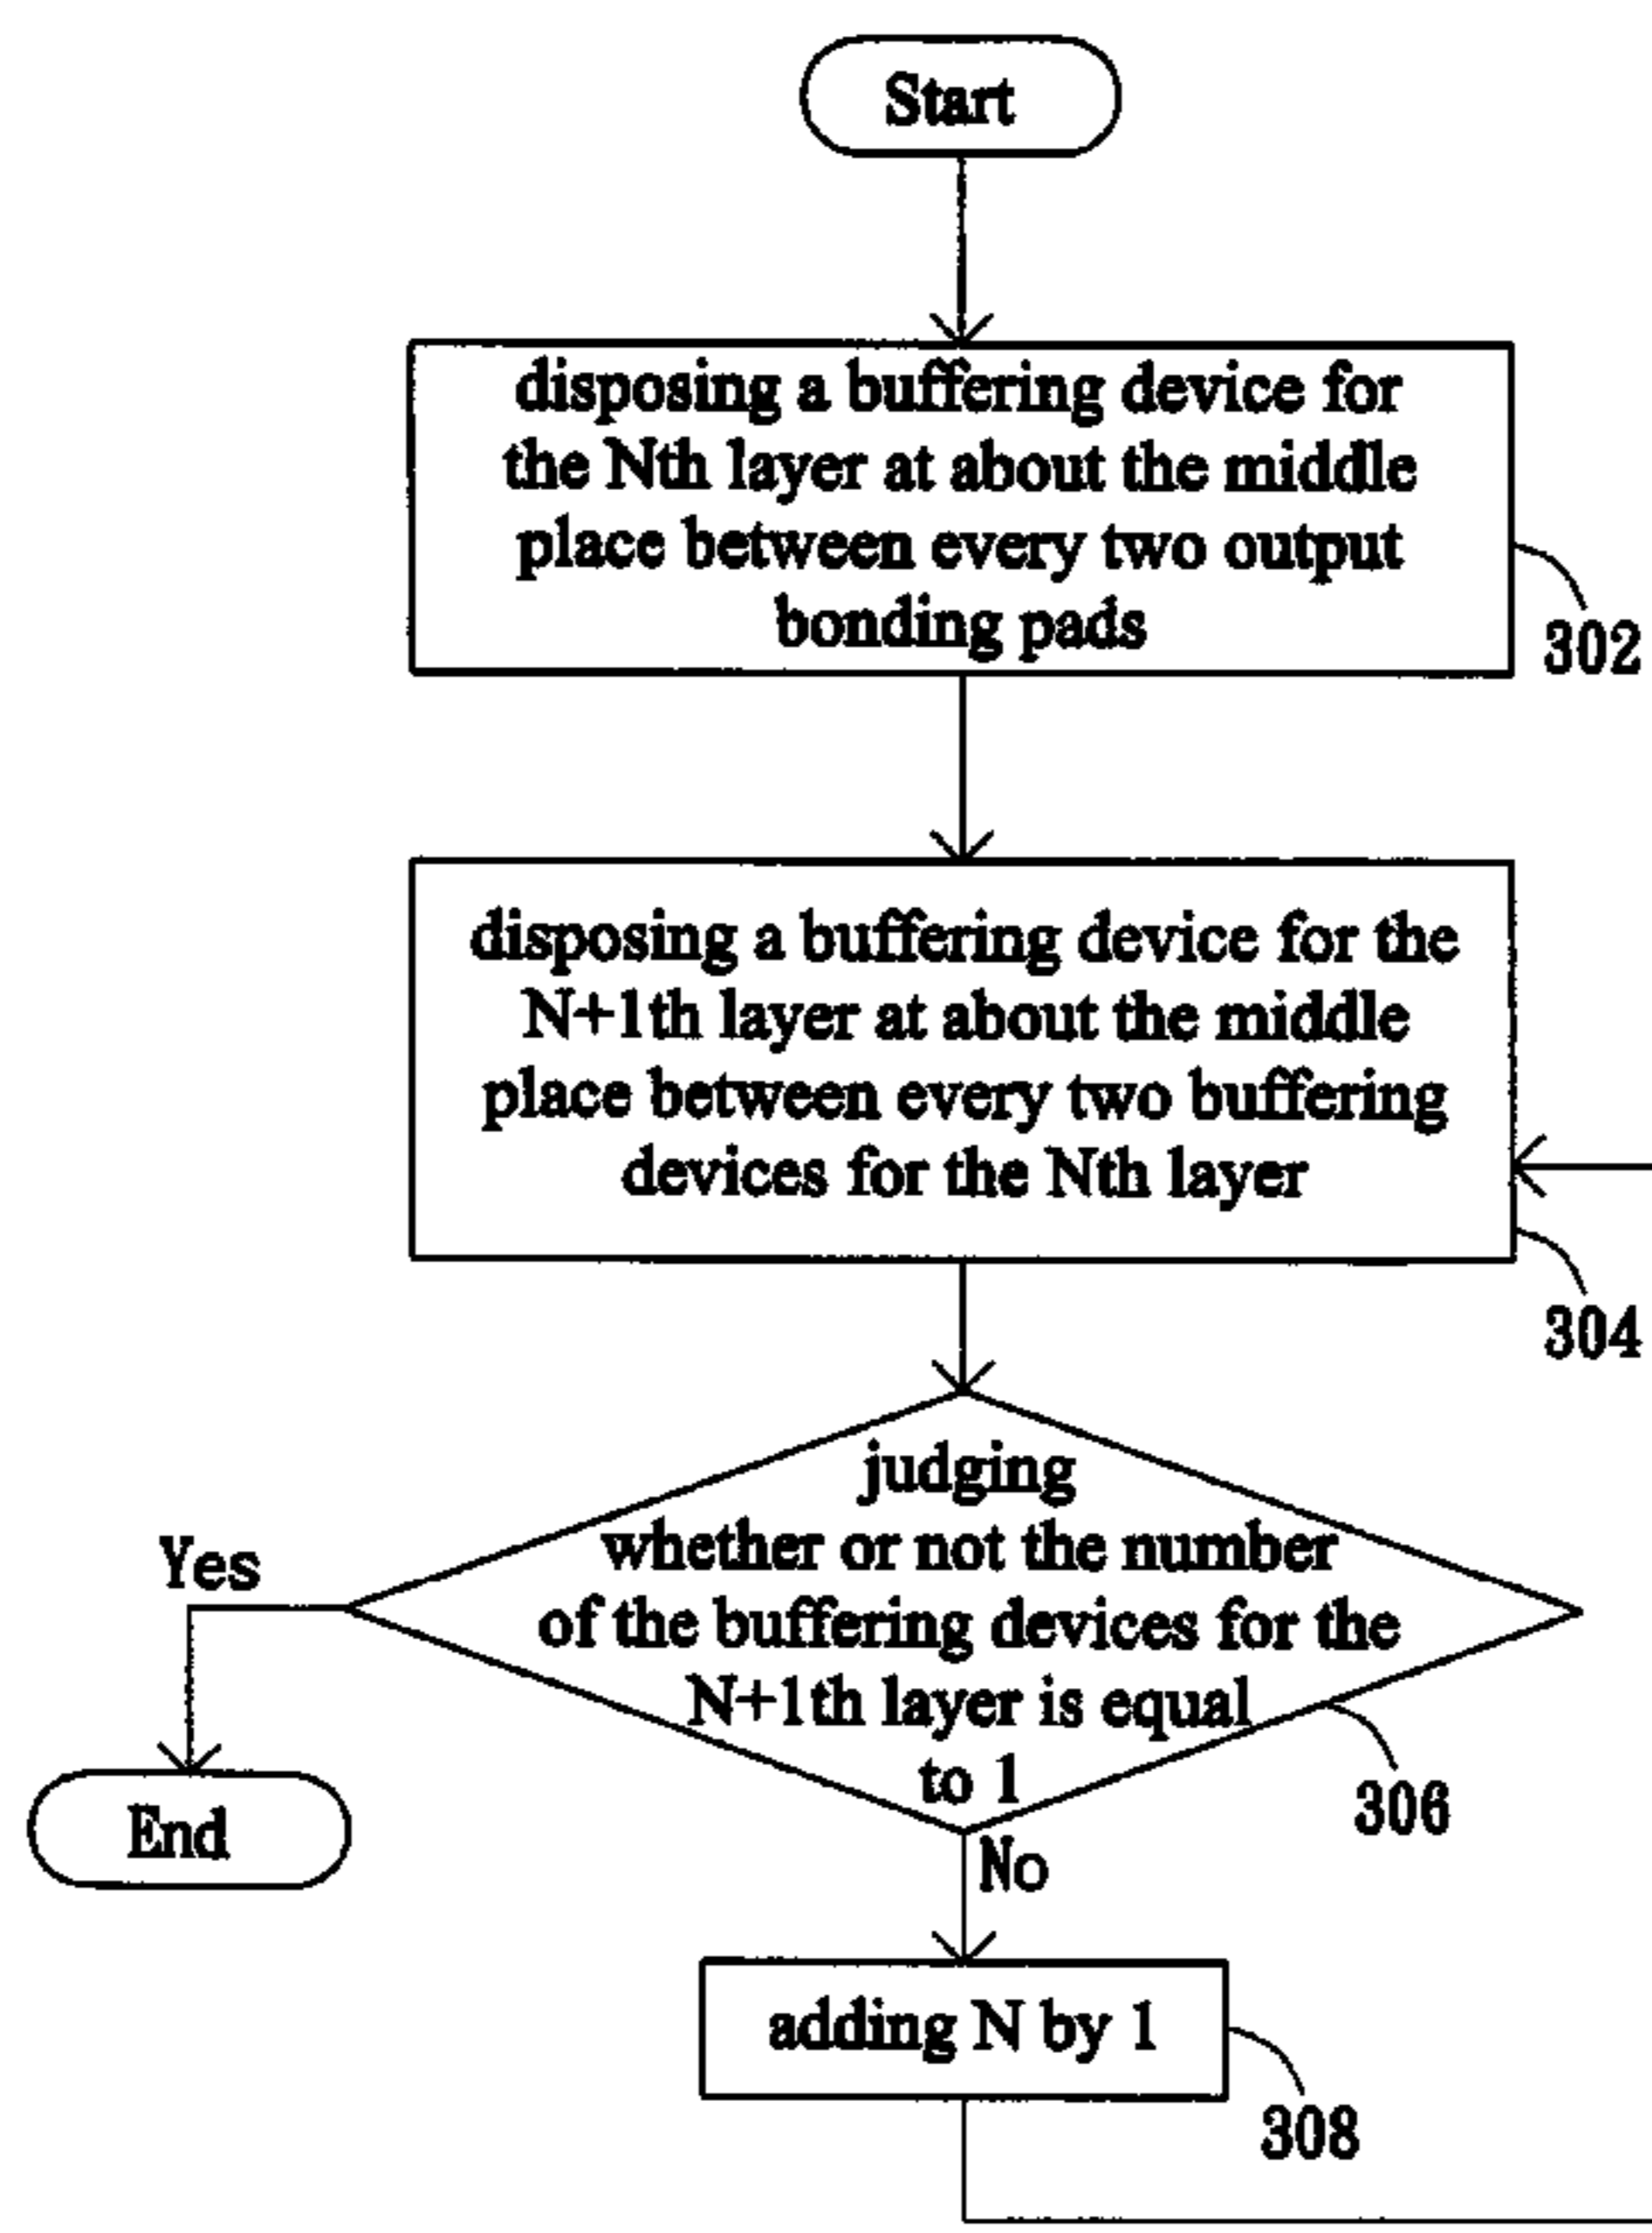 Start
disposing a buffering device for
the Nth layer at about the middle
place between every two output
bonding pads
302
disposing a buffering device for the
N+1th layer at about the middle
place between every two buffering
devices for the Nth layer
304
judging
whether or not the number
of the buffering devices for the
N+1th layer is equal
to 1
306
Yes
End
No
adding N by 1
308